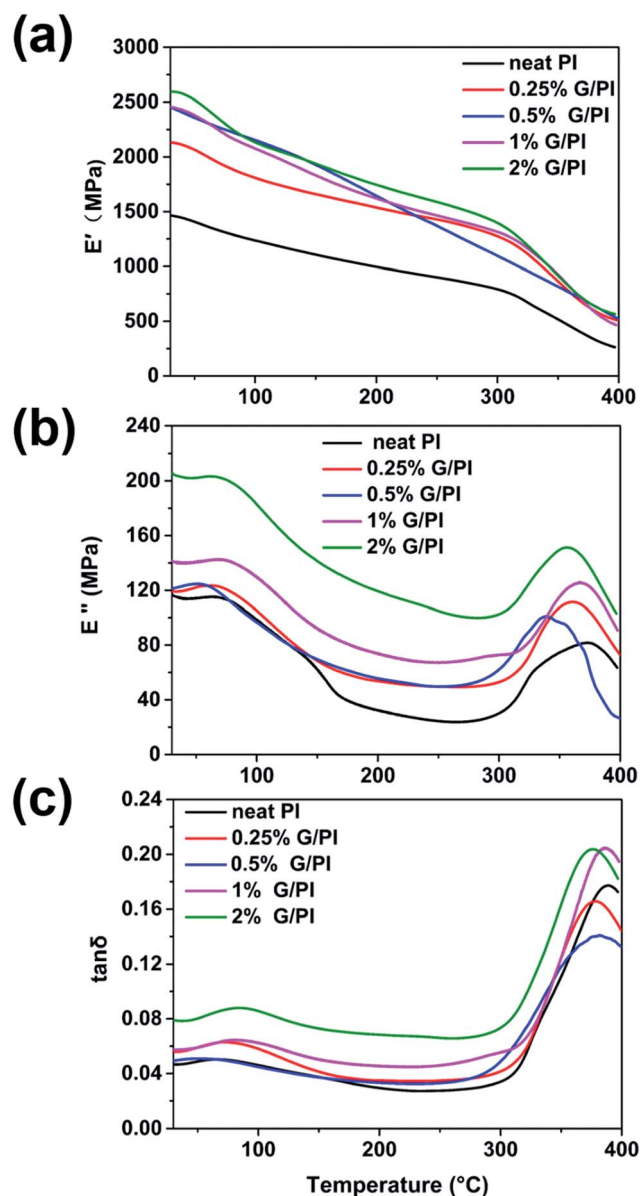 (a)
3000
2500
2000
1500
1000
500
0
E′ (MPa)
neat PI
0.25% G/PI
0.5% G/PI
1% G/PI
2% G/PI
100
200
300
400
(b)
240
200
160
120
80
40
0
E " (MPa)
neat PI
0.25% G/PI
0.5% G/PI
1% G/PI
2% G/PI
100
200
300
400
(c)
0.24
0.20
0.16
0.12
0.08
0.04
0.00
tanδ
neat PI
0.25% G/PI
0.5% G/PI
1% G/PI
2% G/PI
100
200
300
400
Temperature (°C)